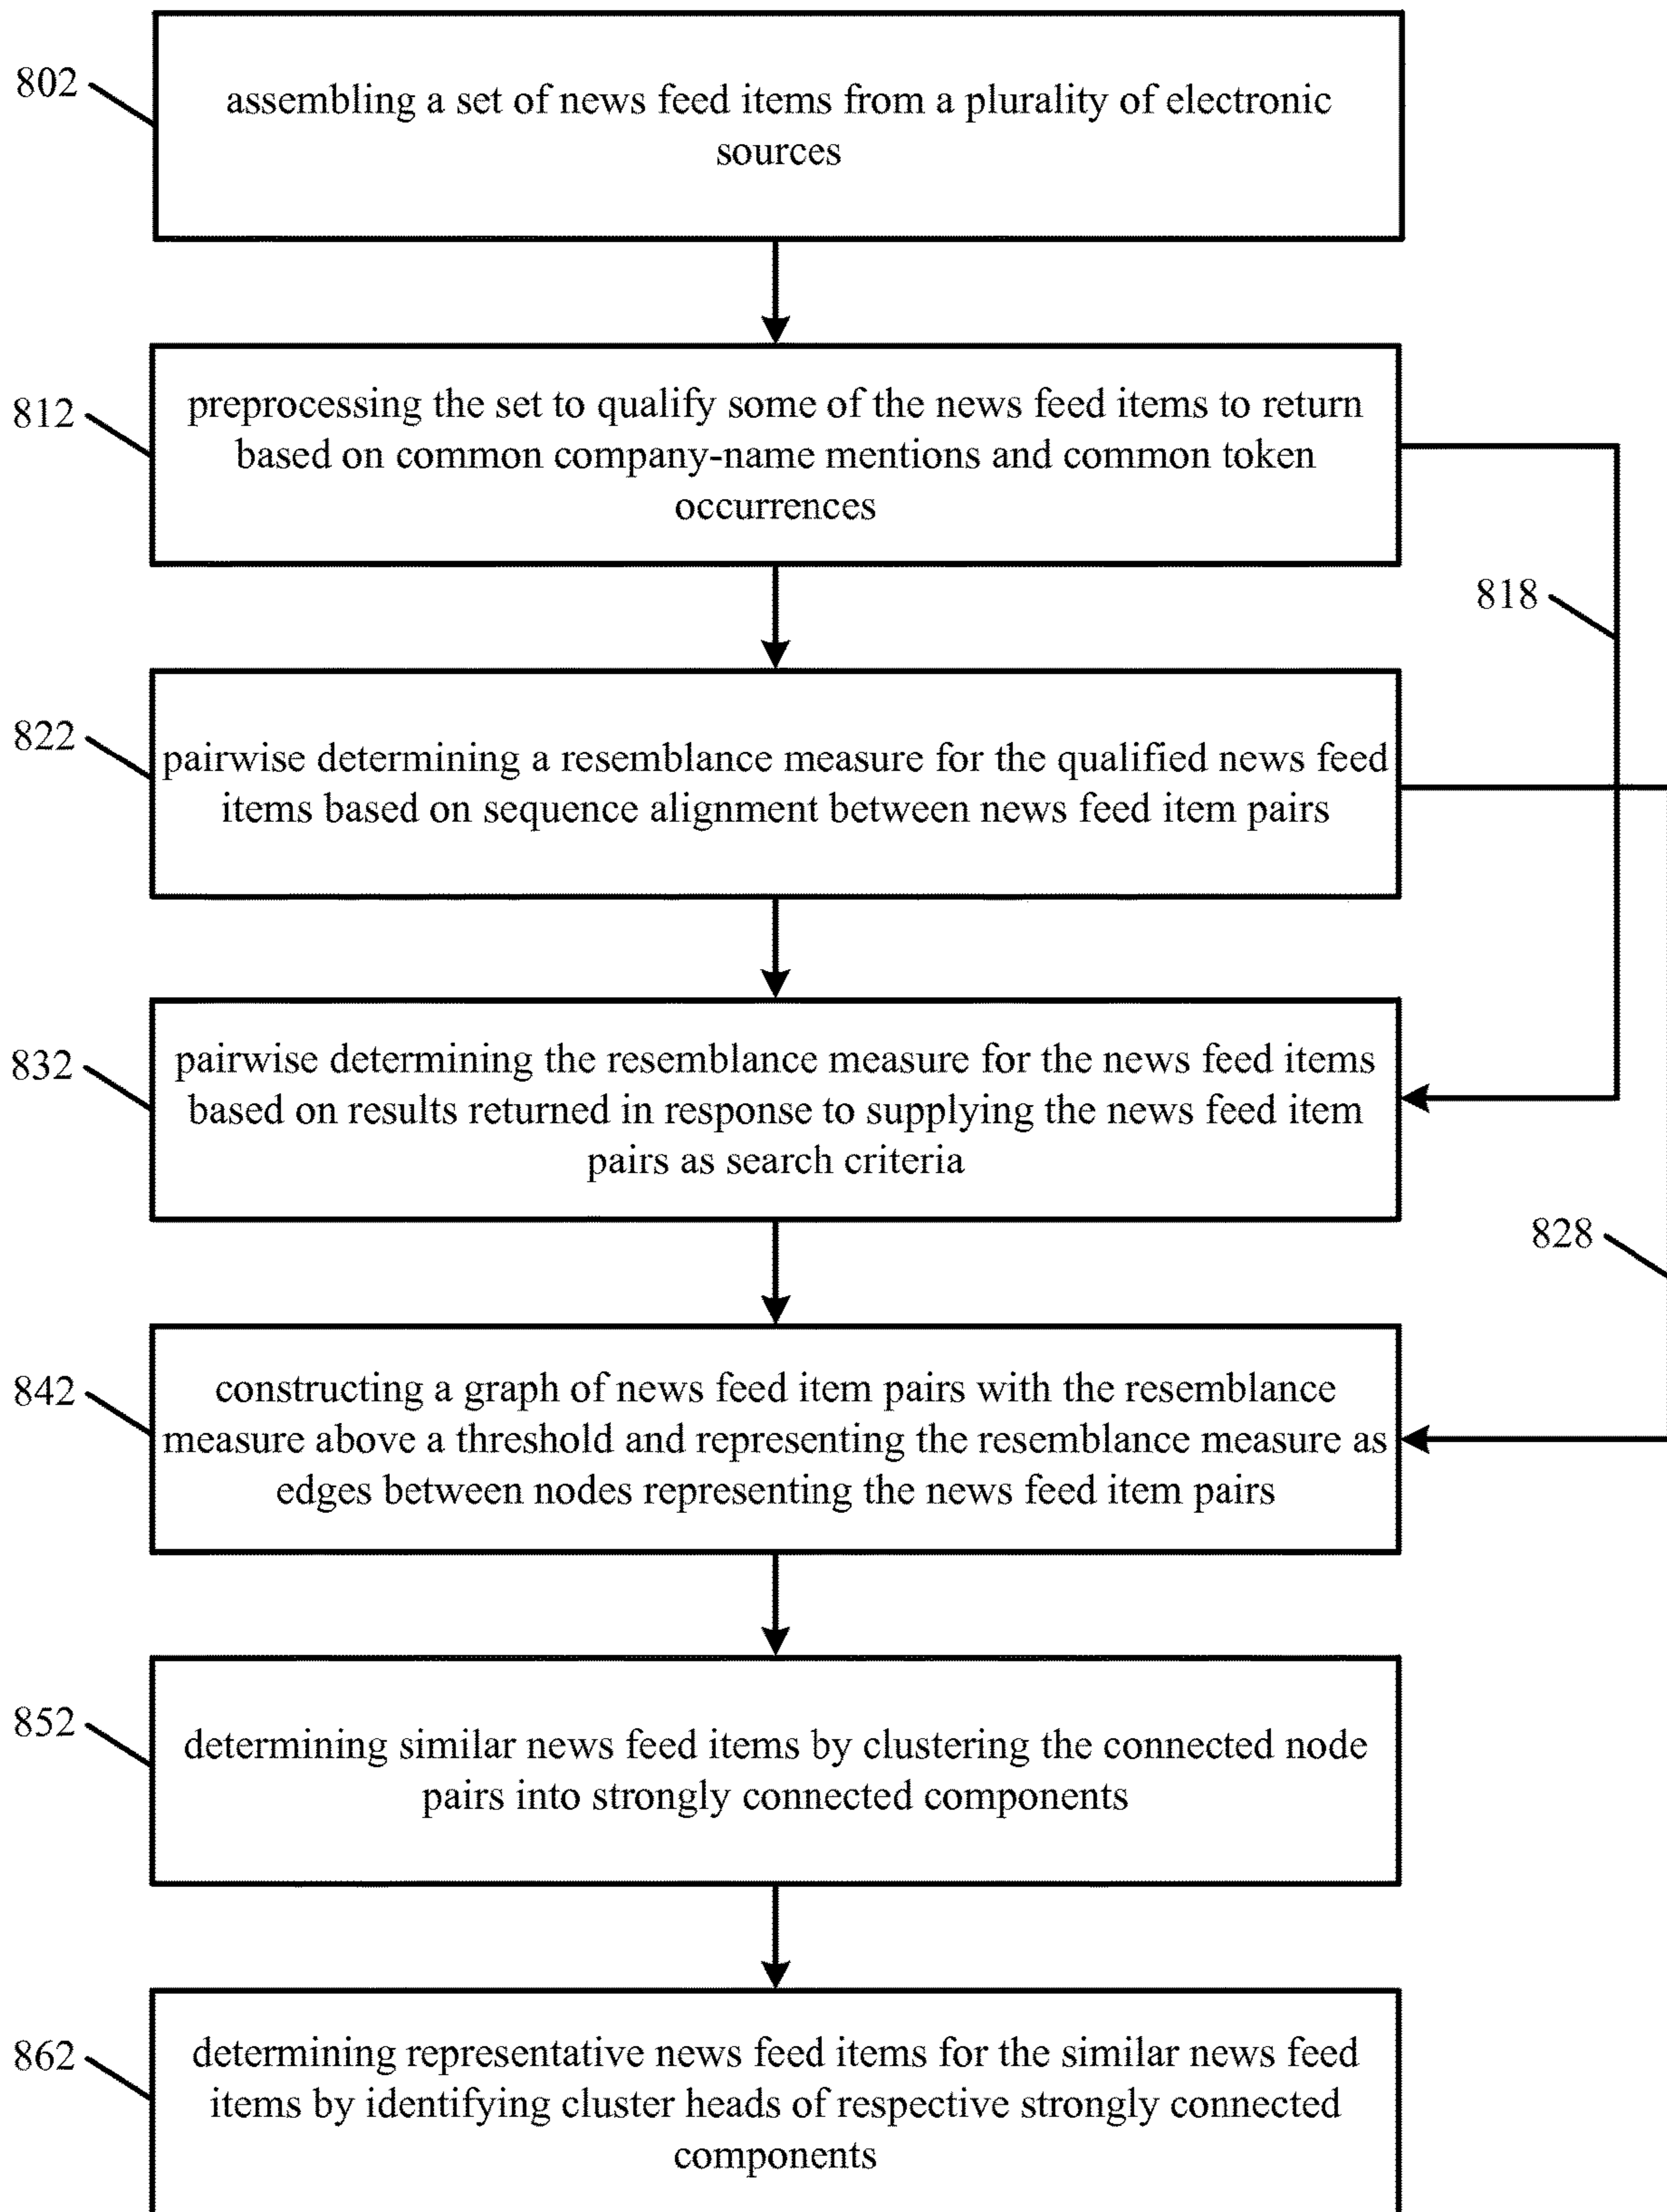 802
assembling a set of news feed items from a plurality of electronic
sources
812
preprocessing the set to qualify some of the news feed items to return
based on common company-name mentions and common token
occurrences
818
822
pairwise determining a resemblance measure for the qualified news feed
items based on sequence alignment between news feed item pairs
832
pairwise determining the resemblance measure for the news feed items
based on results returned in response to supplying the news feed item
pairs as search criteria
828
842
constructing a graph of news feed item pairs with the resemblance
measure above a threshold and representing the resemblance measure as
edges between nodes representing the news feed item pairs
852
determining similar news feed items by clustering the connected node
pairs into strongly connected components
862
determining representative news feed items for the similar news feed
items by identifying cluster heads of respective strongly connected
components